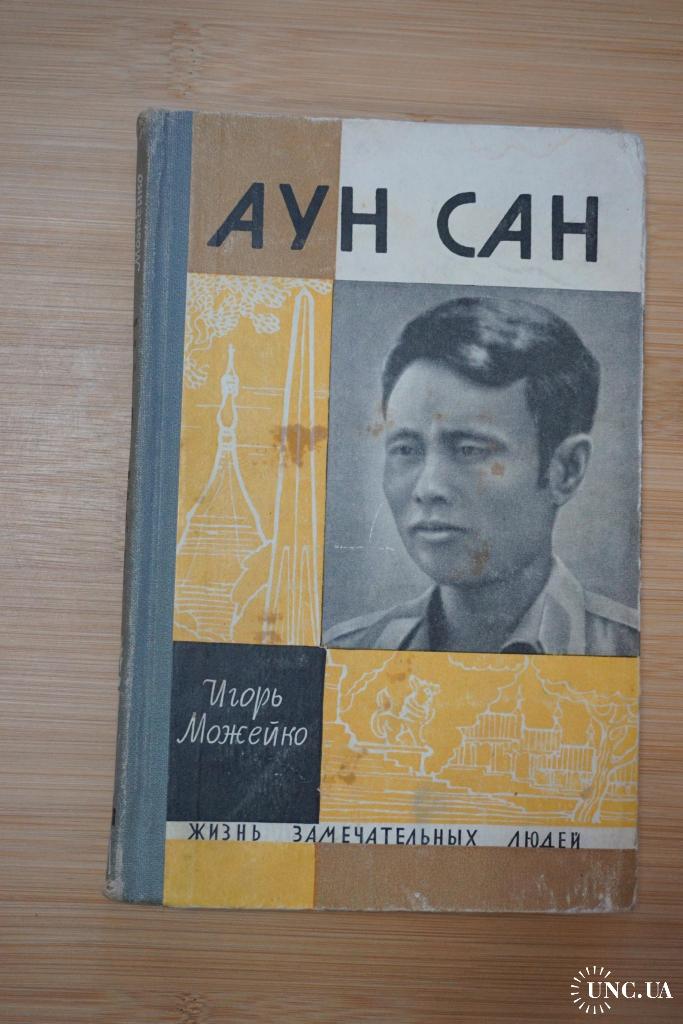 АУН САН
Игорь
Можейко
ЖИЗНЬ ЗАМЕЧАТЕЛЬНЫХ ЛЮДЕЙ
UNC.UA